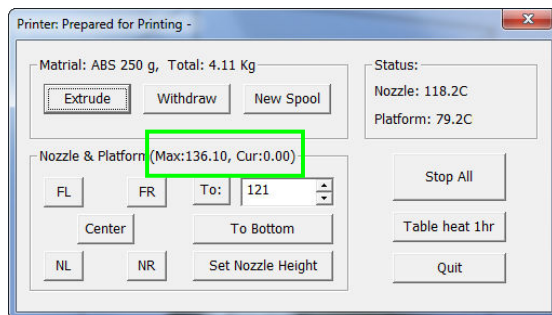 Printer: Prepared for Printing -
Matrial: ABS 250 g, Total: 4.11 Kg
Extrude Withdraw New Spool
Status:
Nozzle: 118.2C
Platform: 79.2C
Nozzle & Platform(Max:136.10, Cur:0.00)
FL FR To: 121
Center To Bottom
NL NR Set Nozzle Height
Stop All
Table heat 1hr
Quit